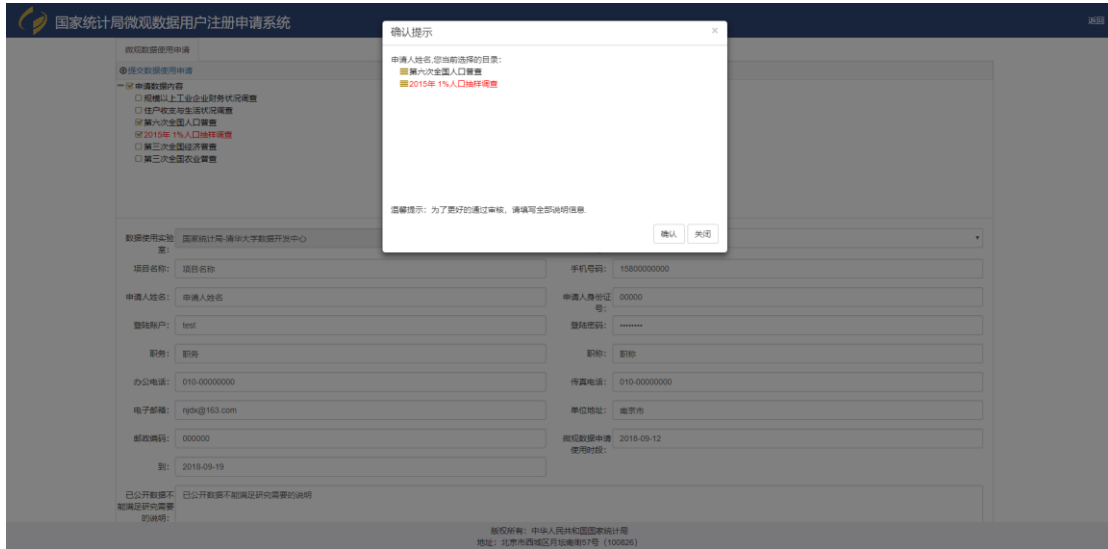 国家统计局微观数据用户注册申请系统
返回
微观数据使用申请
提交数据使用申请
申请数据内容
规模以上工业企业财务状况调查
住户收支与生活状况调查
第六次全国人口普查
2015年 1%人口抽样调查
第三次全国经济普查
第三次全国农业普查
确认提示
×
申请人姓名,您当前选择的目录:
第六次全国人口普查
2015年 1%人口抽样调查
温馨提示:为了更好的通过审核,请填写全部说明信息.
确认 关闭
数据使用实验室: 国家统计局-清华大学数据开发中心
项目名称: 项目名称 手机号码: 15800000000
申请人姓名: 申请人姓名 申请人身份证号: 00000
登陆账户: test 登陆密码: ••••••••
职务: 职务 职称: 职称
办公电话: 010-00000000 传真电话: 010-00000000
电子邮箱: njdx@163.com 单位地址: 南京市
邮政编码: 000000 微观数据申请使用时段: 2018-09-12
到: 2018-09-19
已公开数据不能满足研究需要的说明: 已公开数据不能满足研究需要的说明
版权所有:中华人民共和国国家统计局
地址:北京市西城区月坛南街57号(100826)